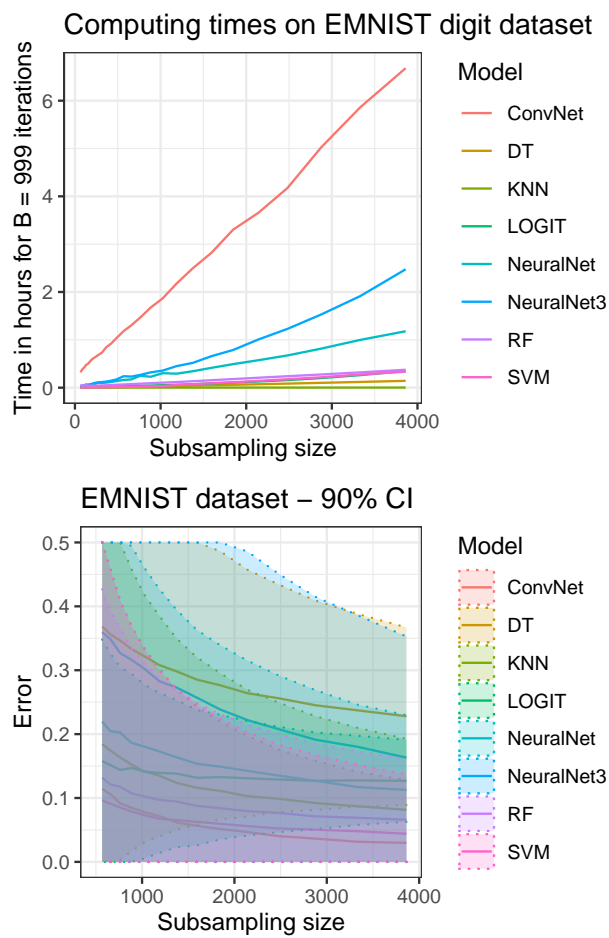 Computing times on EMNIST digit dataset
Time in hours for B = 999 iterations
6
4
2
0
0
1000
2000
3000
4000
Subsampling size
Model
ConvNet
DT
KNN
LOGIT
NeuralNet
NeuralNet3
RF
SVM
EMNIST dataset – 90% CI
Error
0.5
0.4
0.3
0.2
0.1
0.0
1000
2000
3000
4000
Subsampling size
Model
ConvNet
DT
KNN
LOGIT
NeuralNet
NeuralNet3
RF
SVM